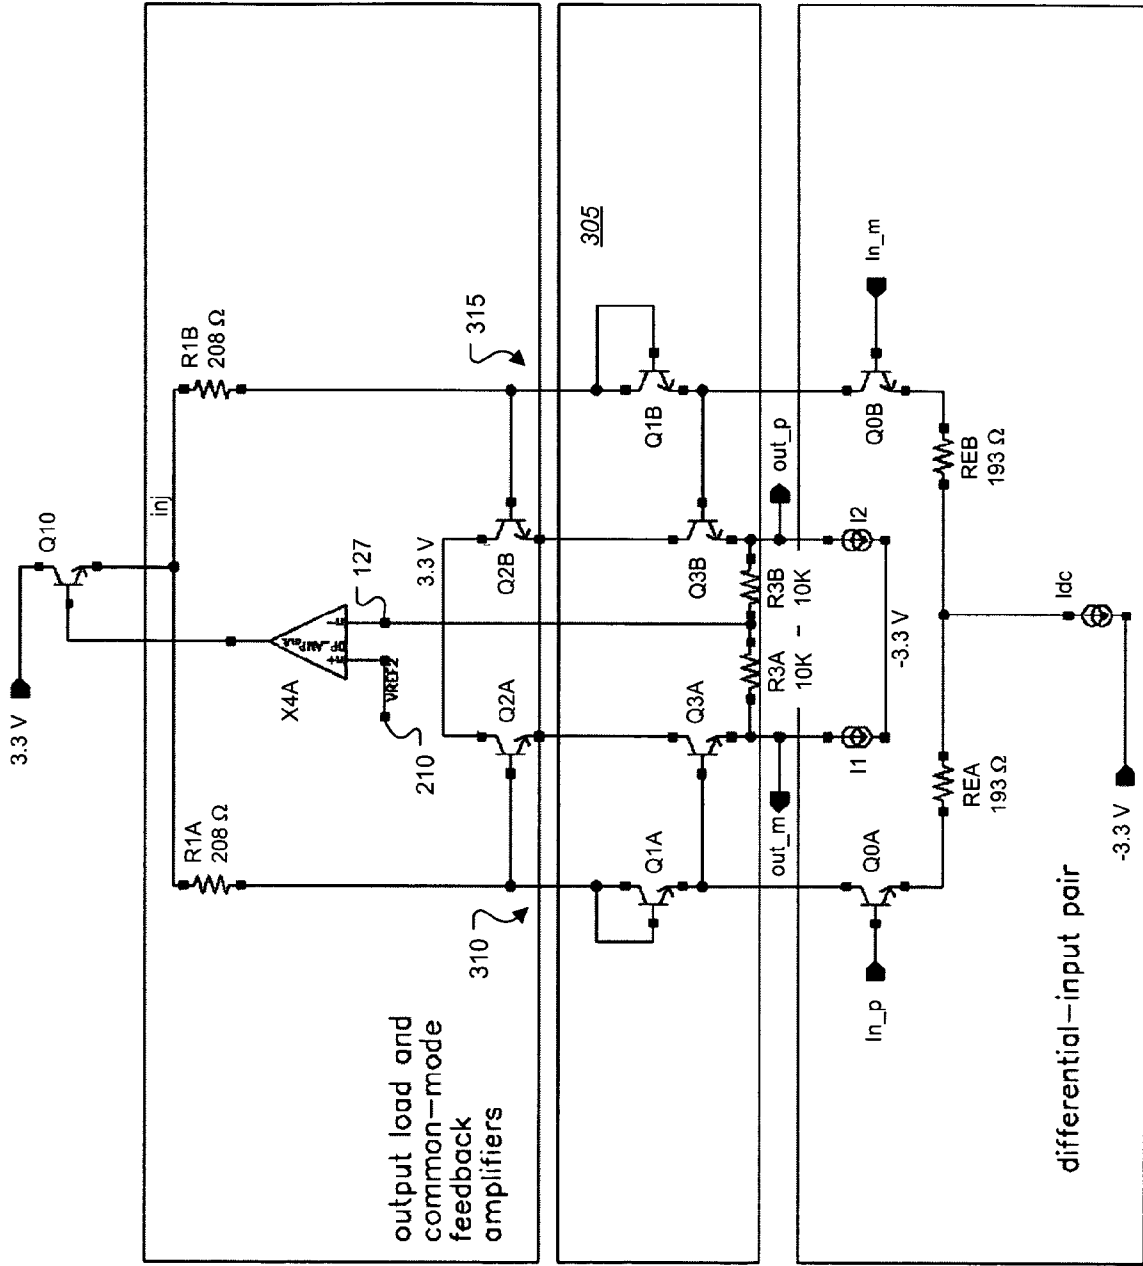 3.3 V
Q10
inj
R1A
208 Ω
R1B
208 Ω
X4A
OP_AMP
out
VREF2
127
210
3.3 V
Q2A
Q2B
310
315
output load and
common-mode
feedback
amplifiers
305
Q1A
Q1B
Q3A
Q3B
R3A
10K
R3B
10K
out_m
out_p
I1
I2
-3.3 V
Q0A
Q0B
In_p
In_m
REA
193 Ω
REB
193 Ω
Idc
-3.3 V
differential-input pair